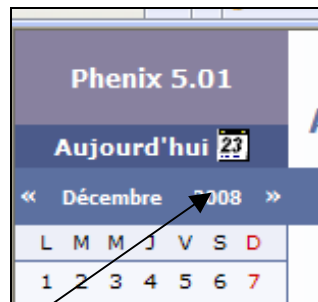 Phenix 5.01
Aujourd'hui 23
« Décembre 2008 »
L M M J V S D
1 2 3 4 5 6 7